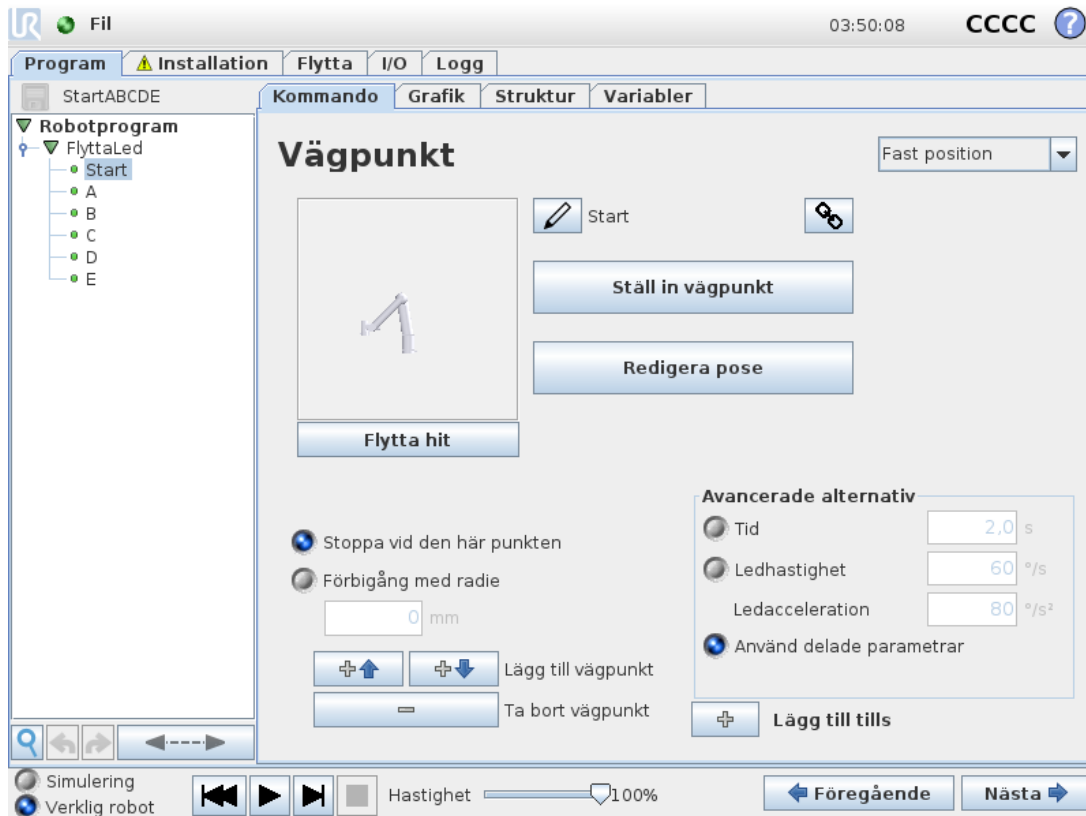 UR Fil 03:50:08 CCCC ?
Program Installation Flytta I/O Logg
StartABCDE
Kommando Grafik Struktur Variabler
Robotprogram
FlyttaLed
Start
A
B
C
D
E
Vägpunkt
Fast position
Start
Ställ in vägpunkt
Redigera pose
Flytta hit
Stoppa vid den här punkten
Förbigång med radie
0 mm
Lägg till vägpunkt
Ta bort vägpunkt
Avancerade alternativ
Tid 2,0 s
Ledhastighet 60 °/s
Ledacceleration 80 °/s²
Använd delade parametrar
Lägg till tills
Simulering
Verklig robot
Hastighet 100%
Föregående Nästa